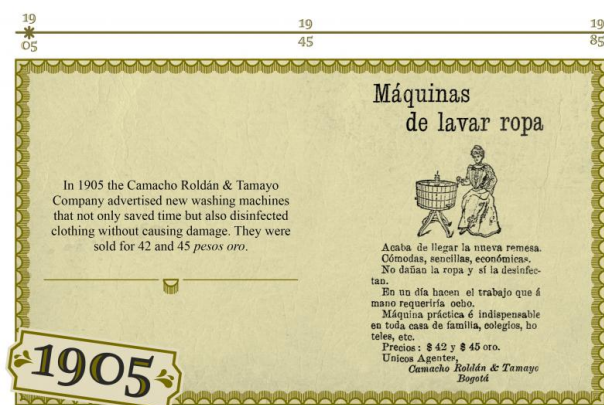 19
05
19
45
19
85
In 1905 the Camacho Roldán & Tamayo
Company advertised new washing machines
that not only saved time but also disinfected
clothing without causing damage. They were
sold for 42 and 45 pesos oro.
1905
Máquinas
de lavar ropa
Acaba de llegar la nueva remesa.
Cómodas, sencillas, económicas.
No dañan la ropa y sí la desinfec-
tan.
En un día hacen el trabajo que á
mano requeriría ocho.
Máquina práctica é indispensable
en toda casa de familia, colegios, ho
teles, etc.
Precios: $ 42 y $ 45 oro.
Unicos Agentes,
Camacho Roldán & Tamayo
Bogotá